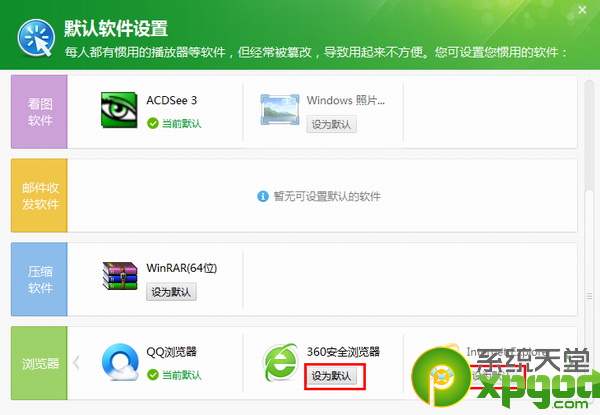 默认软件设置
每人都有惯用的播放器等软件，但经常被篡改，导致用起来不方便。您可设置您惯用的软件：
看图
软件
ACDSee 3
当前默认
Windows 照片...
设为默认
邮件收
发软件
暂无可设置默认的软件
压缩
软件
WinRAR(64位)
设为默认
浏览器
QQ浏览器
当前默认
360安全浏览器
设为默认
Internet Explore
设为默认
系统天堂
xpgod